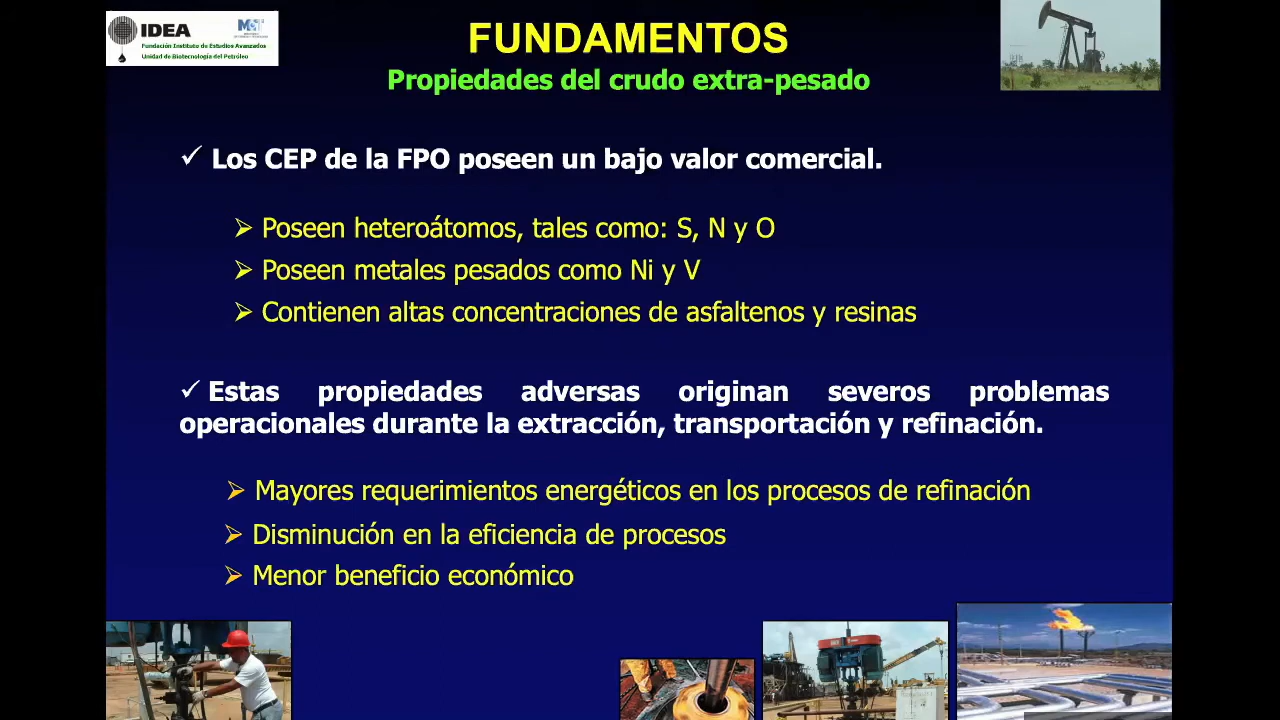 IDEA
Fundación Instituto de Estudios Avanzados
Unidad de Biotecnología del Petróleo
FUNDAMENTOS
Propiedades del crudo extra-pesado
✓ Los CEP de la FPO poseen un bajo valor comercial.
➢ Poseen heteroátomos, tales como: S, N y O
➢ Poseen metales pesados como Ni y V
➢ Contienen altas concentraciones de asfaltenos y resinas
✓ Estas propiedades adversas originan severos problemas
operacionales durante la extracción, transportación y refinación.
➢ Mayores requerimientos energéticos en los procesos de refinación
➢ Disminución en la eficiencia de procesos
➢ Menor beneficio económico